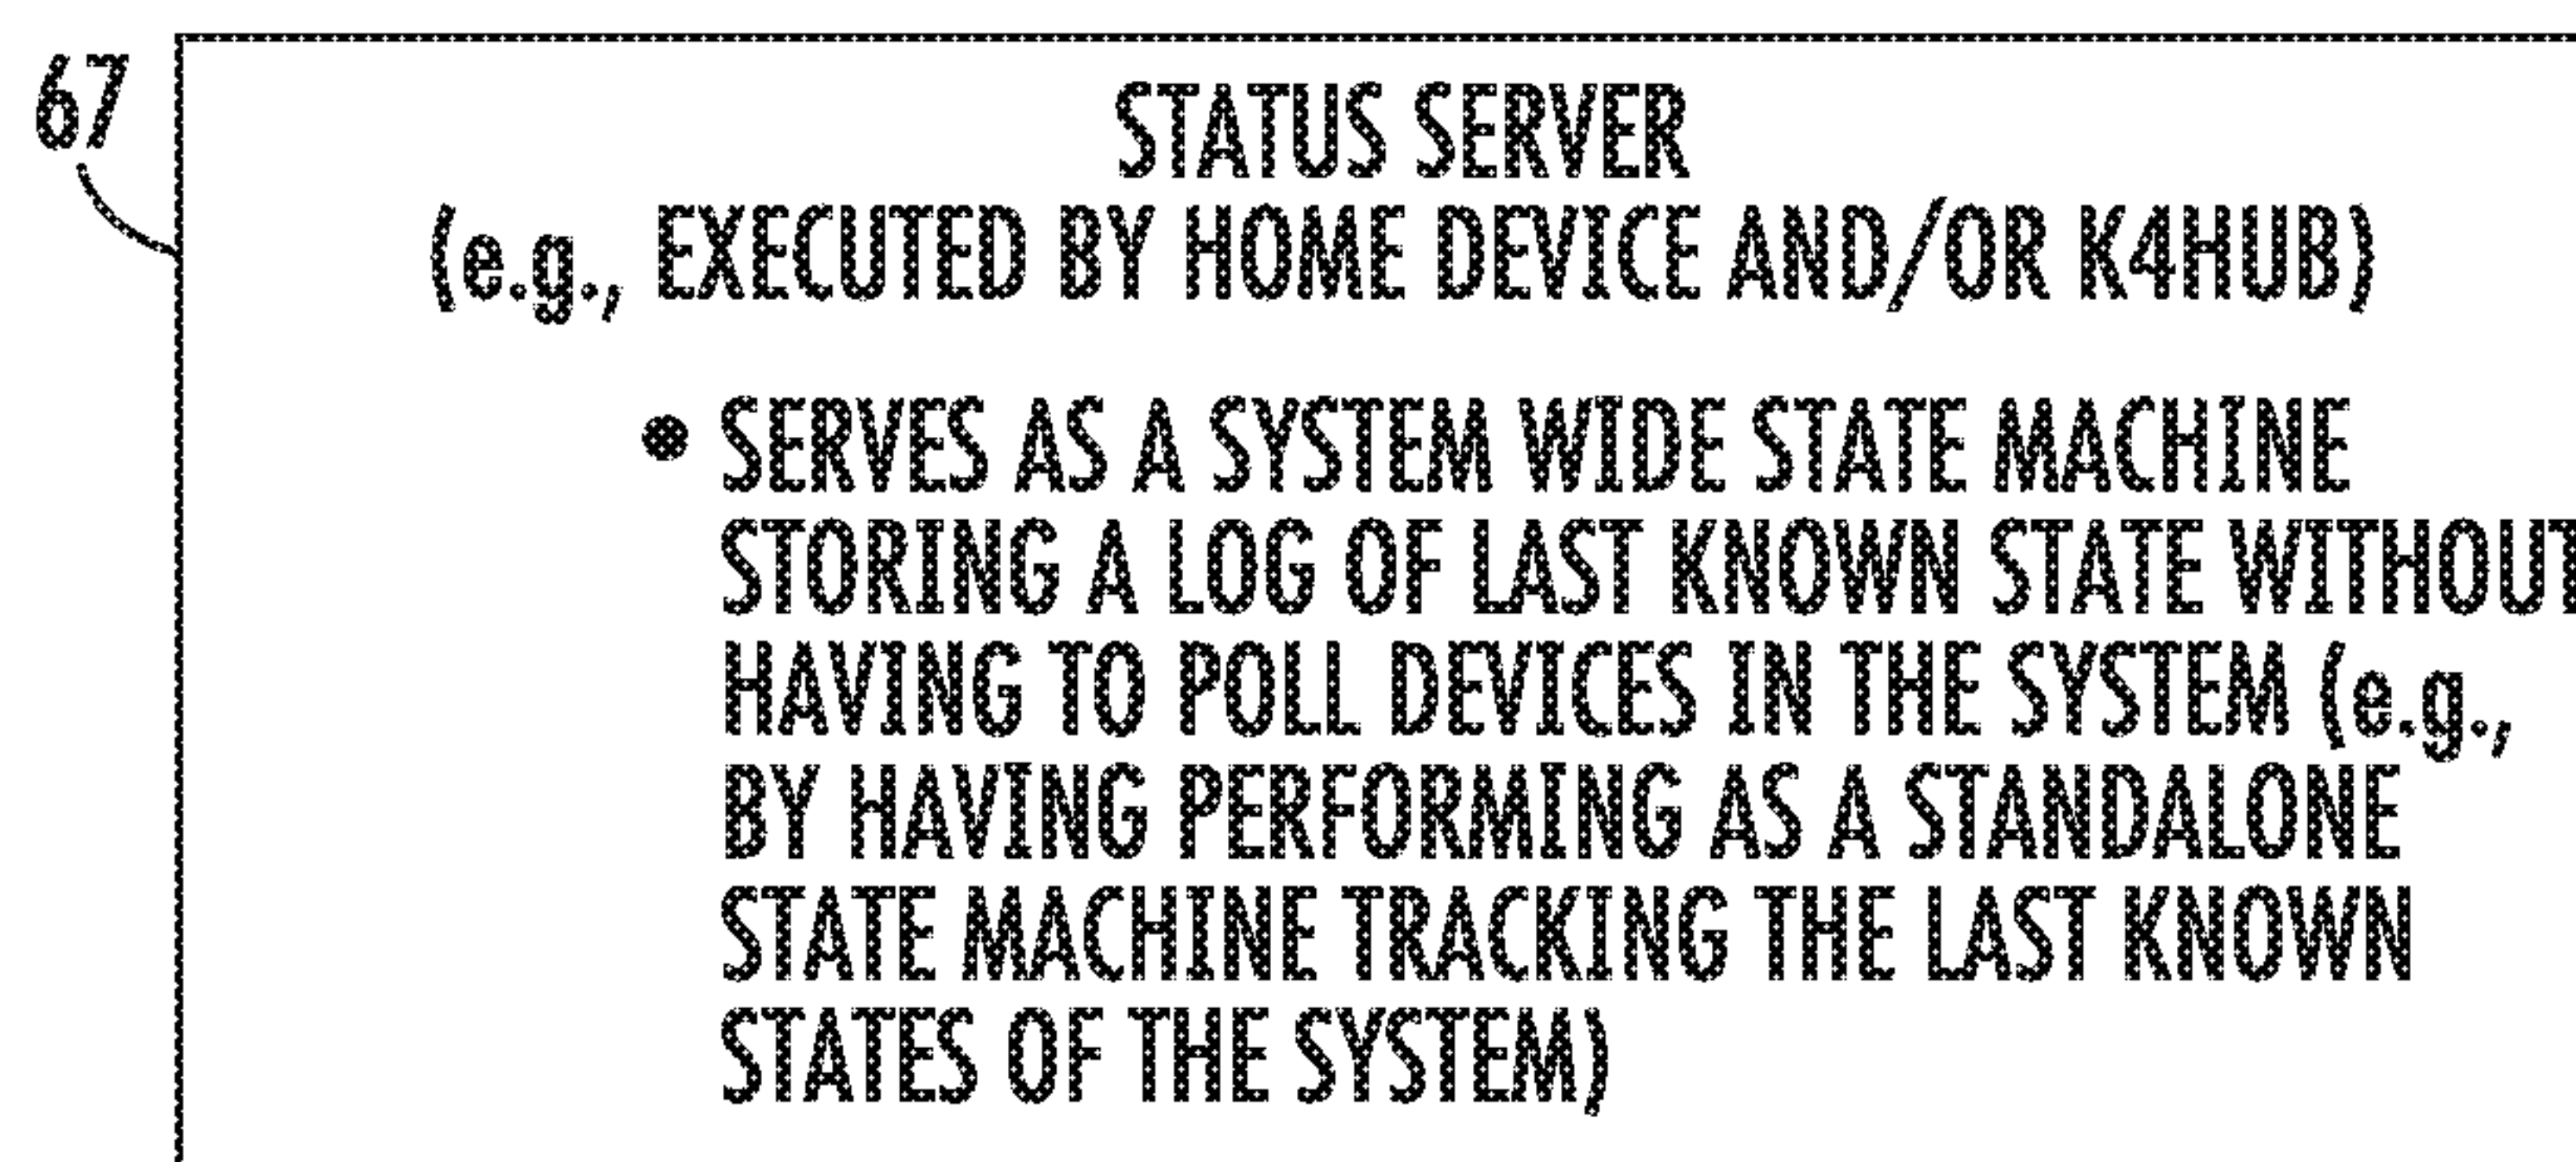 67
STATUS SERVER
(e.g., EXECUTED BY HOME DEVICE AND/OR K4HUB)
• SERVES AS A SYSTEM WIDE STATE MACHINE
STORING A LOG OF LAST KNOWN STATE WITHOUT
HAVING TO POLL DEVICES IN THE SYSTEM (e.g.,
BY HAVING PERFORMING AS A STANDALONE
STATE MACHINE TRACKING THE LAST KNOWN
STATES OF THE SYSTEM)